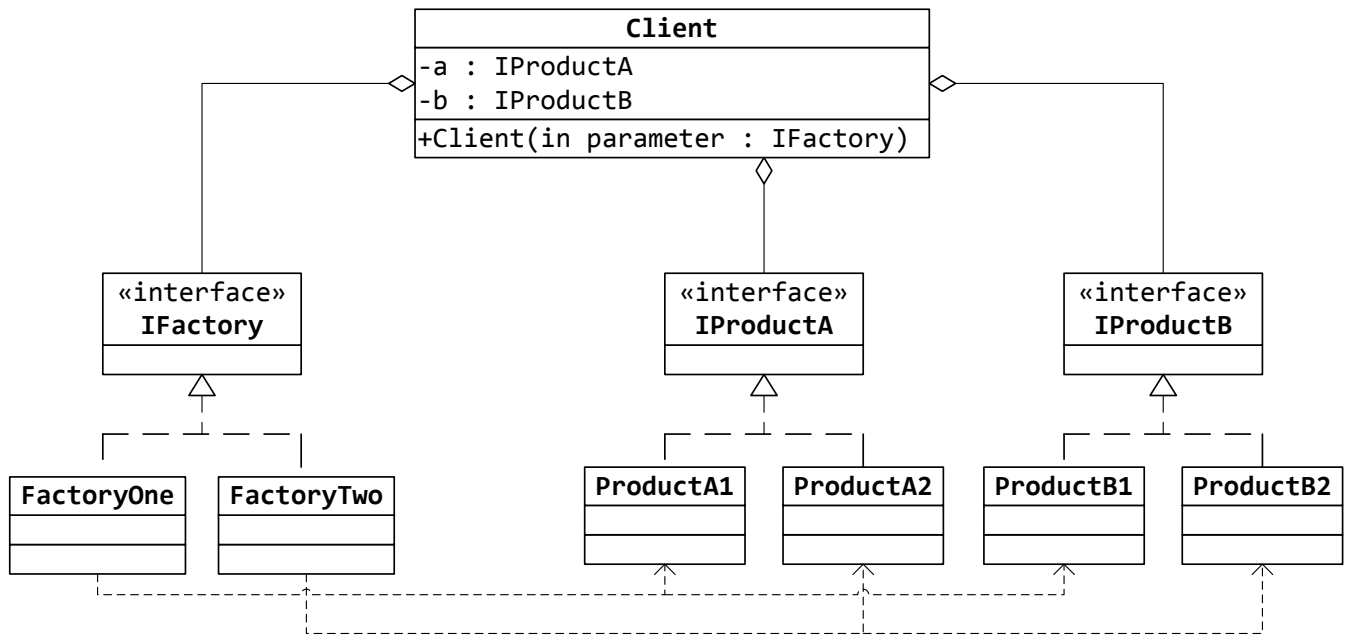 Client
-a : IProductA
-b : IProductB
+Client(in parameter : IFactory)
«interface»
IFactory
«interface»
IProductA
«interface»
IProductB
FactoryOne
FactoryTwo
ProductA1
ProductA2
ProductB1
ProductB2